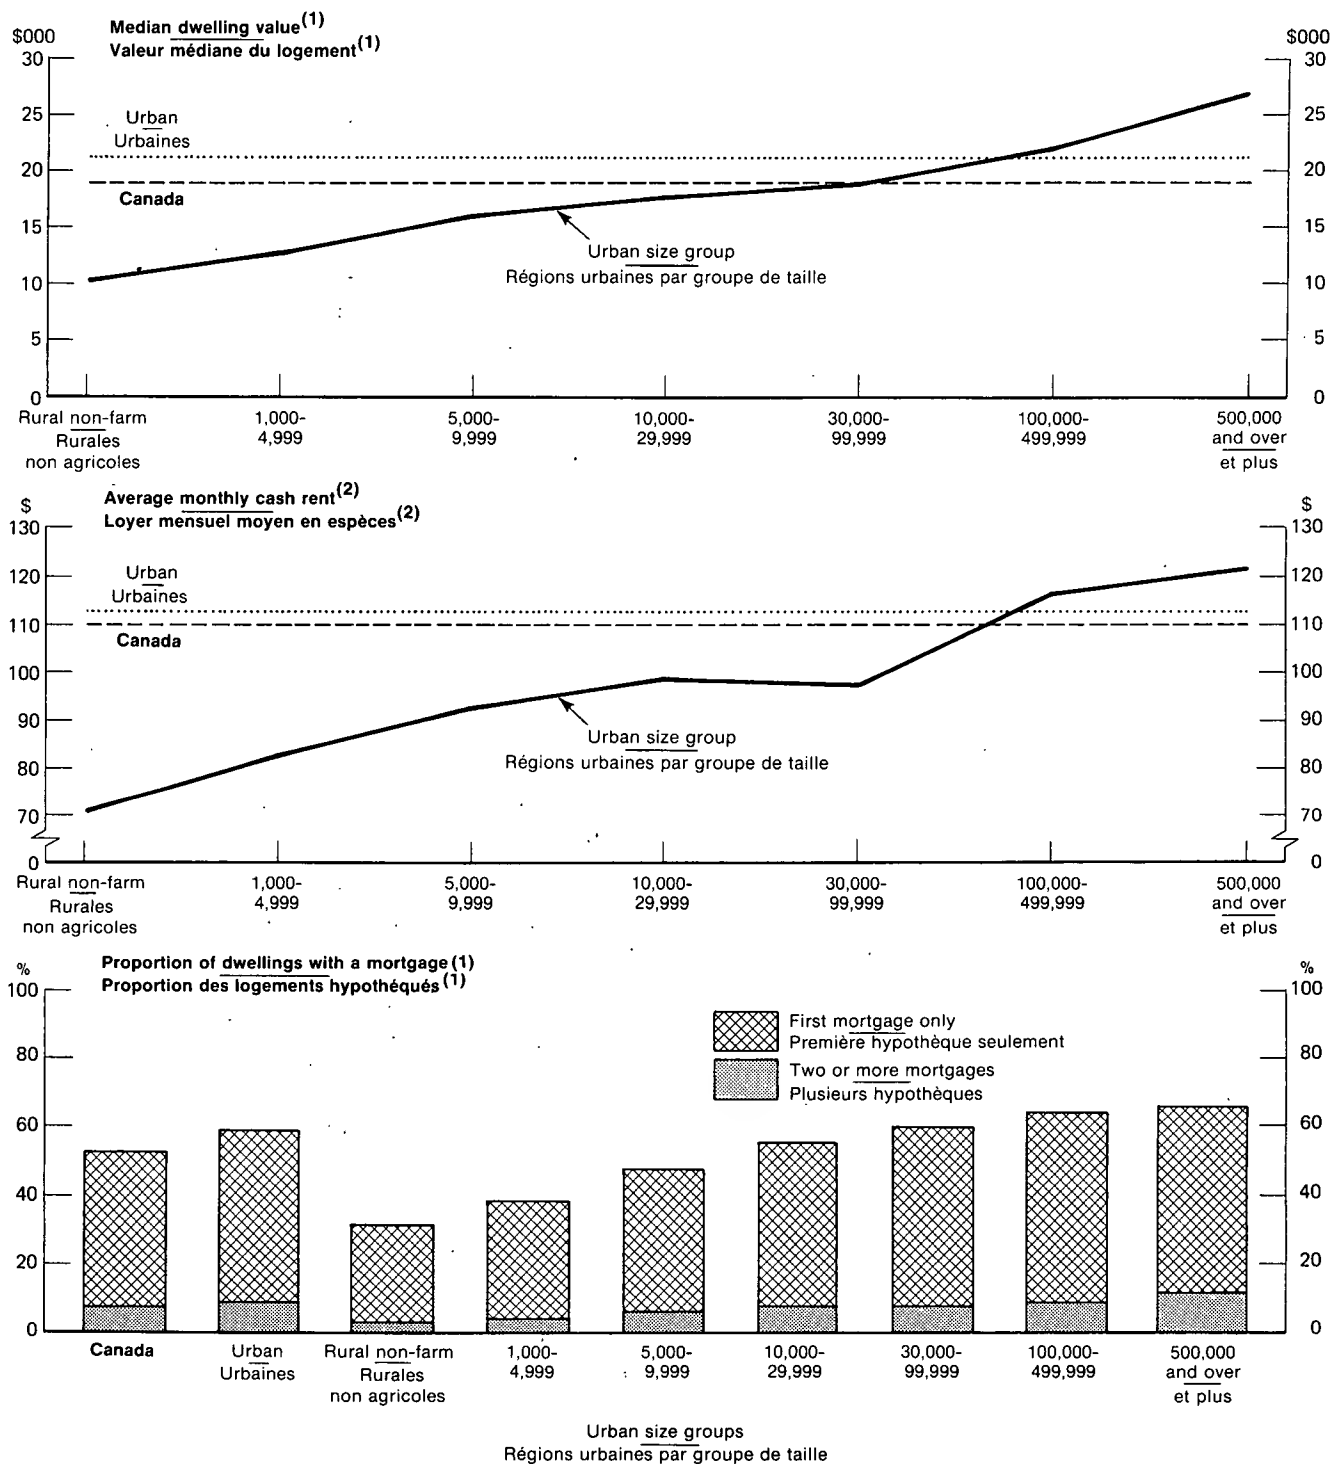 Median dwelling value(1)
Valeur médiane du logement(1)
$000
$000
30
30
25
25
20
20
15
15
10
10
5
5
0
0
Urban
Urbaines
Canada
Urban size group
Régions urbaines par groupe de taille
Rural non-farm
Rurales
non agricoles
1,000-
4,999
5,000-
9,999
10,000-
29,999
30,000-
99,999
100,000-
499,999
500,000
and over
et plus
Average monthly cash rent(2)
Loyer mensuel moyen en espèces(2)
$
$
130
130
120
120
110
110
100
100
90
90
80
80
70
70
0
0
Urban
Urbaines
Canada
Urban size group
Régions urbaines par groupe de taille
Rural non-farm
Rurales
non agricoles
1,000-
4,999
5,000-
9,999
10,000-
29,999
30,000-
99,999
100,000-
499,999
500,000
and over
et plus
Proportion of dwellings with a mortgage(1)
Proportion des logements hypothéqués(1)
%
%
100
100
80
80
60
60
40
40
20
20
0
0
First mortgage only
Première hypothèque seulement
Two or more mortgages
Plusieurs hypothèques
Canada
Urban
Urbaines
Rural non-farm
Rurales
non agricoles
1,000-
4,999
5,000-
9,999
10,000-
29,999
30,000-
99,999
100,000-
499,999
500,000
and over
et plus
Urban size groups
Régions urbaines par groupe de taille